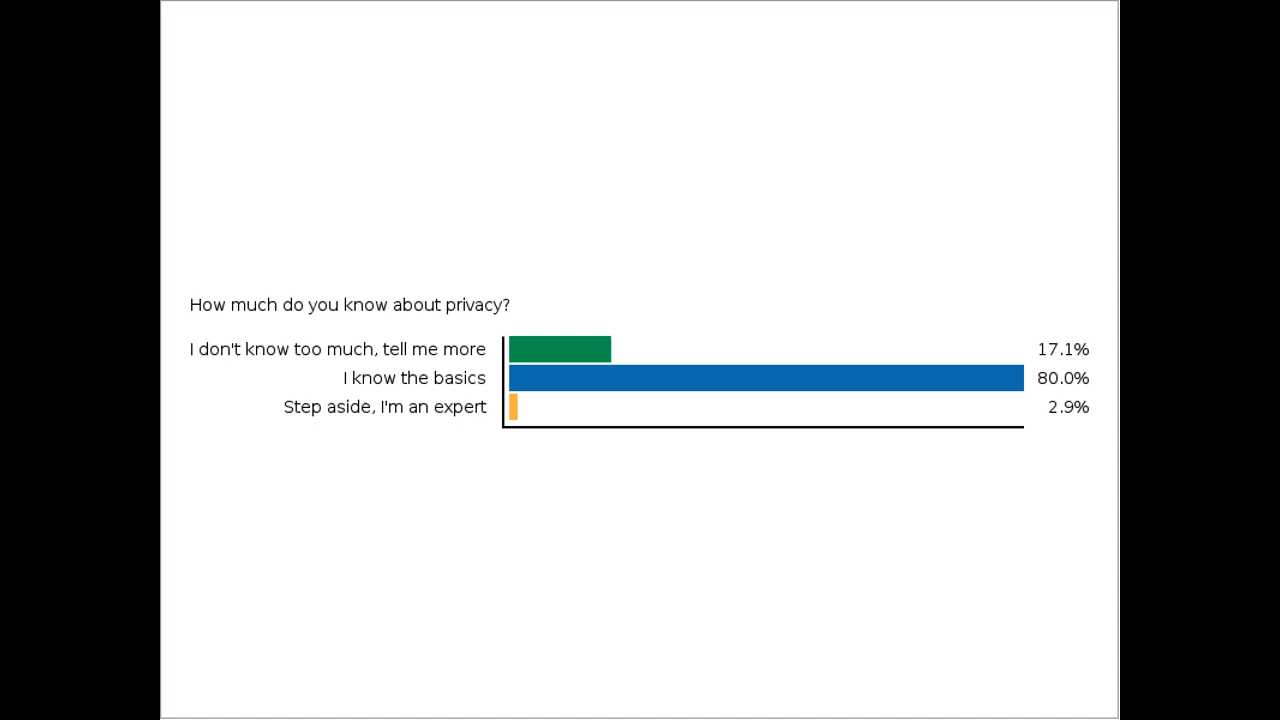 How much do you know about privacy?
I don't know too much, tell me more 17.1%
I know the basics 80.0%
Step aside, I'm an expert 2.9%